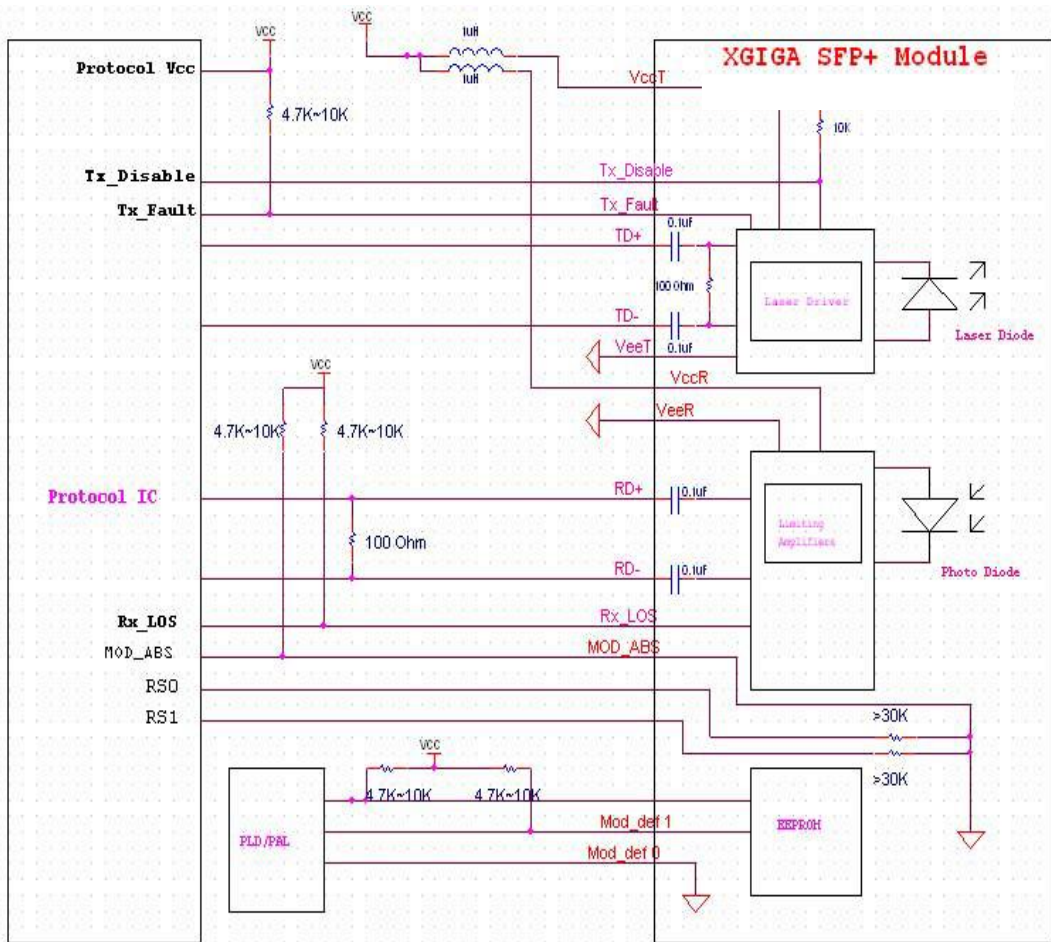 VCC
VCC
1uH
1uH
Protocol Vcc
XGIGA SFP+ Module
VccT
4.7K~10K
10K
Tx_Disable
Tx_Disable
Tx_Fault
Tx_Fault
0.1uF
TD+
100 Ohm
Laser Driver
TD-
Laser Diode
VeeT
0.1uF
VCC
VccR
VeeR
4.7K~10K
4.7K~10K
Protocol IC
RD+
0.1uF
Limiting
Amplifiers
100 Ohm
RD-
0.1uF
Photo Diode
Rx_LOS
Rx_LOS
MOD_ABS
MOD_ABS
RS0
RS1
>30K
VCC
>30K
4.7K~10K
4.7K~10K
PLD/PAL
Mod_def 1
EEPROM
Mod_def 0